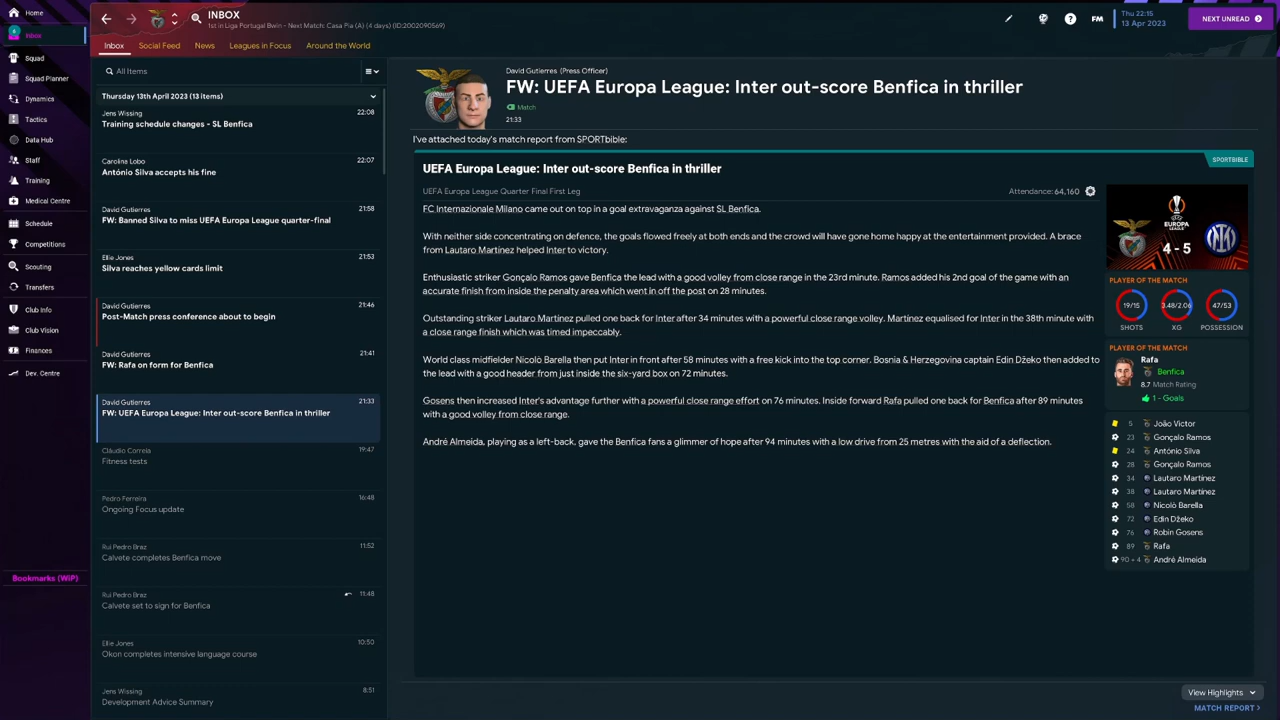 Home
Inbox
Squad
Squad Planner
Dynamics
Tactics
Data Hub
Staff
Training
Medical Centre
Schedule
Competitions
Scouting
Transfers
Club Info
Club Vision
Finances
Dev. Centre
Bookmarks (WiP)
INBOX
1st in Liga Portugal Bwin - Next Match: Casa Pia (A) (4 days) (ID:2002090569)
FM
Thu 22:15
13 Apr 2023
NEXT UNREAD
Inbox Social Feed News Leagues in Focus Around the World
All Items
Thursday 13th April 2023 (13 items)
Jens Wissing 22:08
Training schedule changes - SL Benfica
Carolina Lobo 22:07
António Silva accepts his fine
David Gutierres 21:58
FW: Banned Silva to miss UEFA Europa League quarter-final
Ellie Jones 21:53
Silva reaches yellow cards limit
David Gutierres 21:46
Post-Match press conference about to begin
David Gutierres 21:41
FW: Rafa on form for Benfica
David Gutierres 21:33
FW: UEFA Europa League: Inter out-score Benfica in thriller
Cláudio Correia 19:47
Fitness tests
Pedro Ferreira 16:48
Ongoing Focus update
Rui Pedro Braz 11:52
Calvete completes Benfica move
Rui Pedro Braz 11:48
Calvete set to sign for Benfica
Ellie Jones 10:50
Okon completes intensive language course
Jens Wissing 8:51
Development Advice Summary
David Gutierres (Press Officer)
FW: UEFA Europa League: Inter out-score Benfica in thriller
Match
21:33
I've attached today's match report from SPORTbible:
SPORTBIBLE
UEFA Europa League: Inter out-score Benfica in thriller
UEFA Europa League Quarter Final First Leg
Attendance: 64,160
FC Internazionale Milano came out on top in a goal extravaganza against SL Benfica.
With neither side concentrating on defence, the goals flowed freely at both ends and the crowd will have gone home happy at the entertainment provided. A brace
from Lautaro Martínez helped Inter to victory.
Enthusiastic striker Gonçalo Ramos gave Benfica the lead with a good volley from close range in the 23rd minute. Ramos added his 2nd goal of the game with an
accurate finish from inside the penalty area which went in off the post on 28 minutes.
Outstanding striker Lautaro Martínez pulled one back for Inter after 34 minutes with a powerful close range volley. Martínez equalised for Inter in the 38th minute with
a close range finish which was timed impeccably.
World class midfielder Nicolò Barella then put Inter in front after 58 minutes with a free kick into the top corner. Bosnia & Herzegovina captain Edin Džeko then added to
the lead with a good header from just inside the six-yard box on 72 minutes.
Gosens then increased Inter's advantage further with a powerful close range effort on 76 minutes. Inside forward Rafa pulled one back for Benfica after 89 minutes
with a good volley from close range.
André Almeida, playing as a left-back, gave the Benfica fans a glimmer of hope after 94 minutes with a low drive from 25 metres with the aid of a deflection.
EUROPA
LEAGUE
4 - 5
PLAYER OF THE MATCH
19/15 3.48/2.06 47/53
SHOTS XG POSSESSION
PLAYER OF THE MATCH
Rafa
Benfica
8.7 Match Rating
1 - Goals
5 João Victor
23 Gonçalo Ramos
24 António Silva
28 Gonçalo Ramos
34 Lautaro Martínez
38 Lautaro Martínez
58 Nicolò Barella
72 Edin Džeko
76 Robin Gosens
89 Rafa
90 + 4 André Almeida
View Highlights
MATCH REPORT >